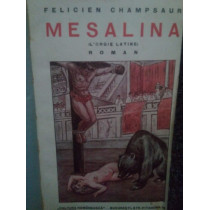 FELICIEN CHAMPSAUR
MESALINA
(L'ORGIE LATINE)
ROMAN